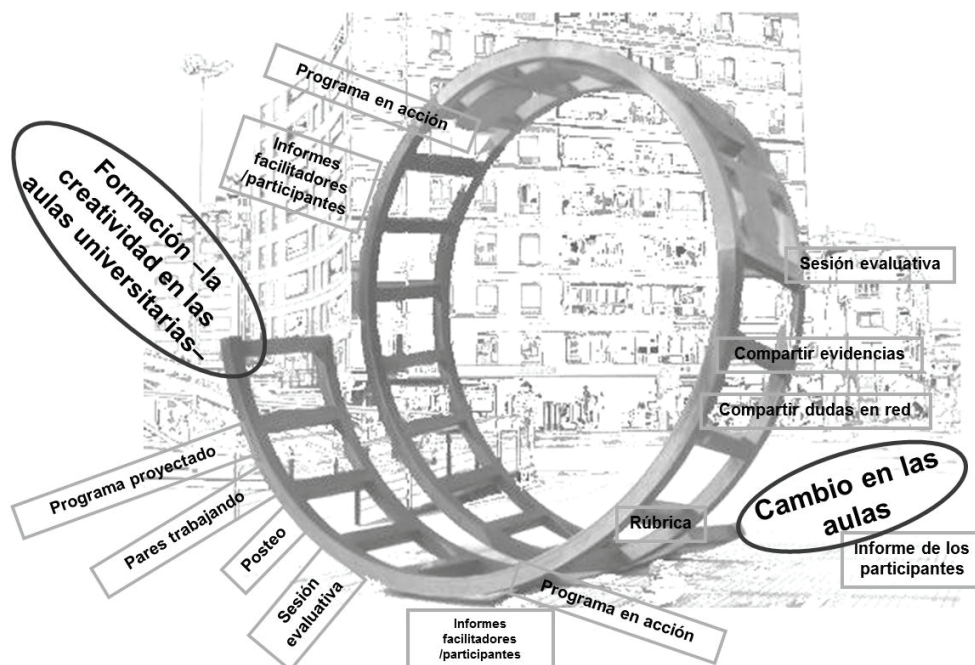 Programa en acción
Informes
facilitadores
/participantes
Formación –la
creatividad en las
aulas universitarias–
Sesión evaluativa
Compartir evidencias
Compartir dudas en red
Programa proyectado
Pares trabajando
Posteo
Sesión
evaluativa
Rúbrica
Cambio en las
aulas
Informe de los
participantes
Programa en acción
Informes
facilitadores
/participantes